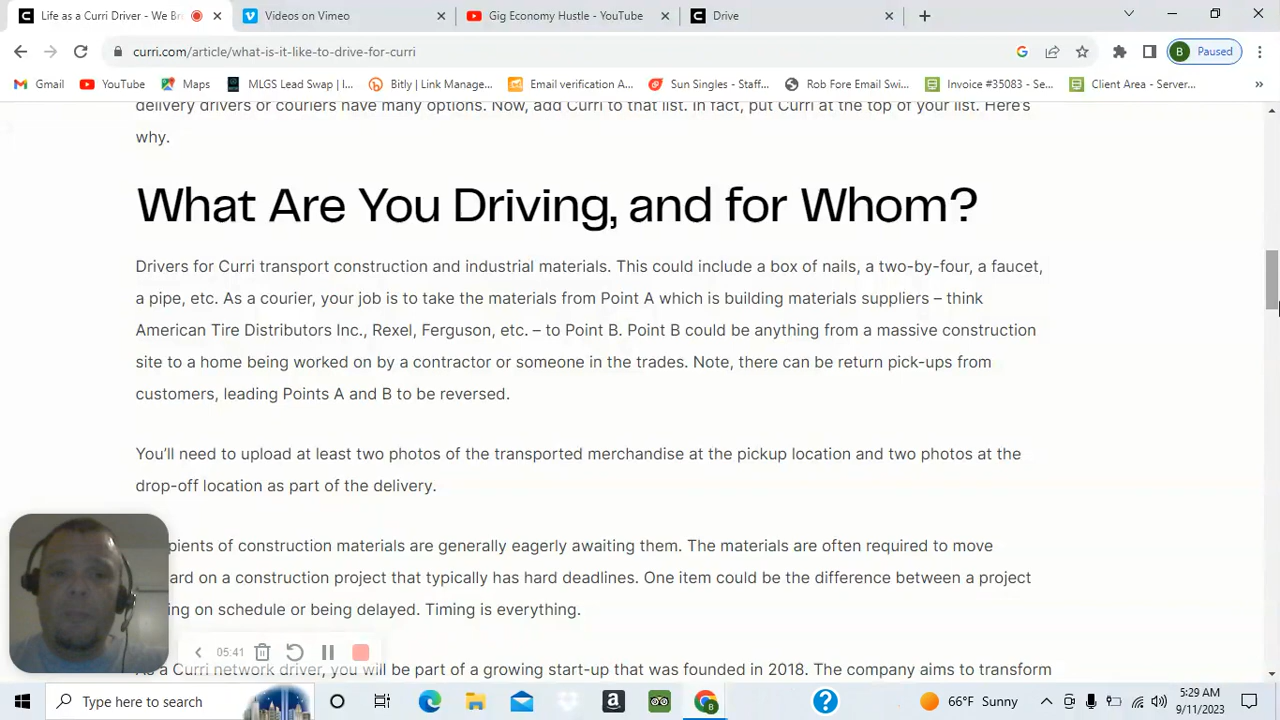 Life as a Curri Driver - We Br
Videos on Vimeo
Gig Economy Hustle - YouTube
Drive
curri.com/article/what-is-it-like-to-drive-for-curri
B Paused
Gmail
YouTube
Maps
MLGS Lead Swap | I...
Bitly | Link Manage...
Email verification A...
Sun Singles - Staff...
Rob Fore Email Swi...
Invoice #35083 - Se...
Client Area - Server...
delivery drivers or couriers have many options. Now, add Curri to that list. In fact, put Curri at the top of your list. Here's
why.
What Are You Driving, and for Whom?
Drivers for Curri transport construction and industrial materials. This could include a box of nails, a two-by-four, a faucet,
a pipe, etc. As a courier, your job is to take the materials from Point A which is building materials suppliers – think
American Tire Distributors Inc., Rexel, Ferguson, etc. – to Point B. Point B could be anything from a massive construction
site to a home being worked on by a contractor or someone in the trades. Note, there can be return pick-ups from
customers, leading Points A and B to be reversed.
You'll need to upload at least two photos of the transported merchandise at the pickup location and two photos at the
drop-off location as part of the delivery.
pients of construction materials are generally eagerly awaiting them. The materials are often required to move
ard on a construction project that typically has hard deadlines. One item could be the difference between a project
ing on schedule or being delayed. Timing is everything.
As a Curri network driver, you will be part of a growing start-up that was founded in 2018. The company aims to transform
05:41
Type here to search
66°F Sunny
5:29 AM
9/11/2023